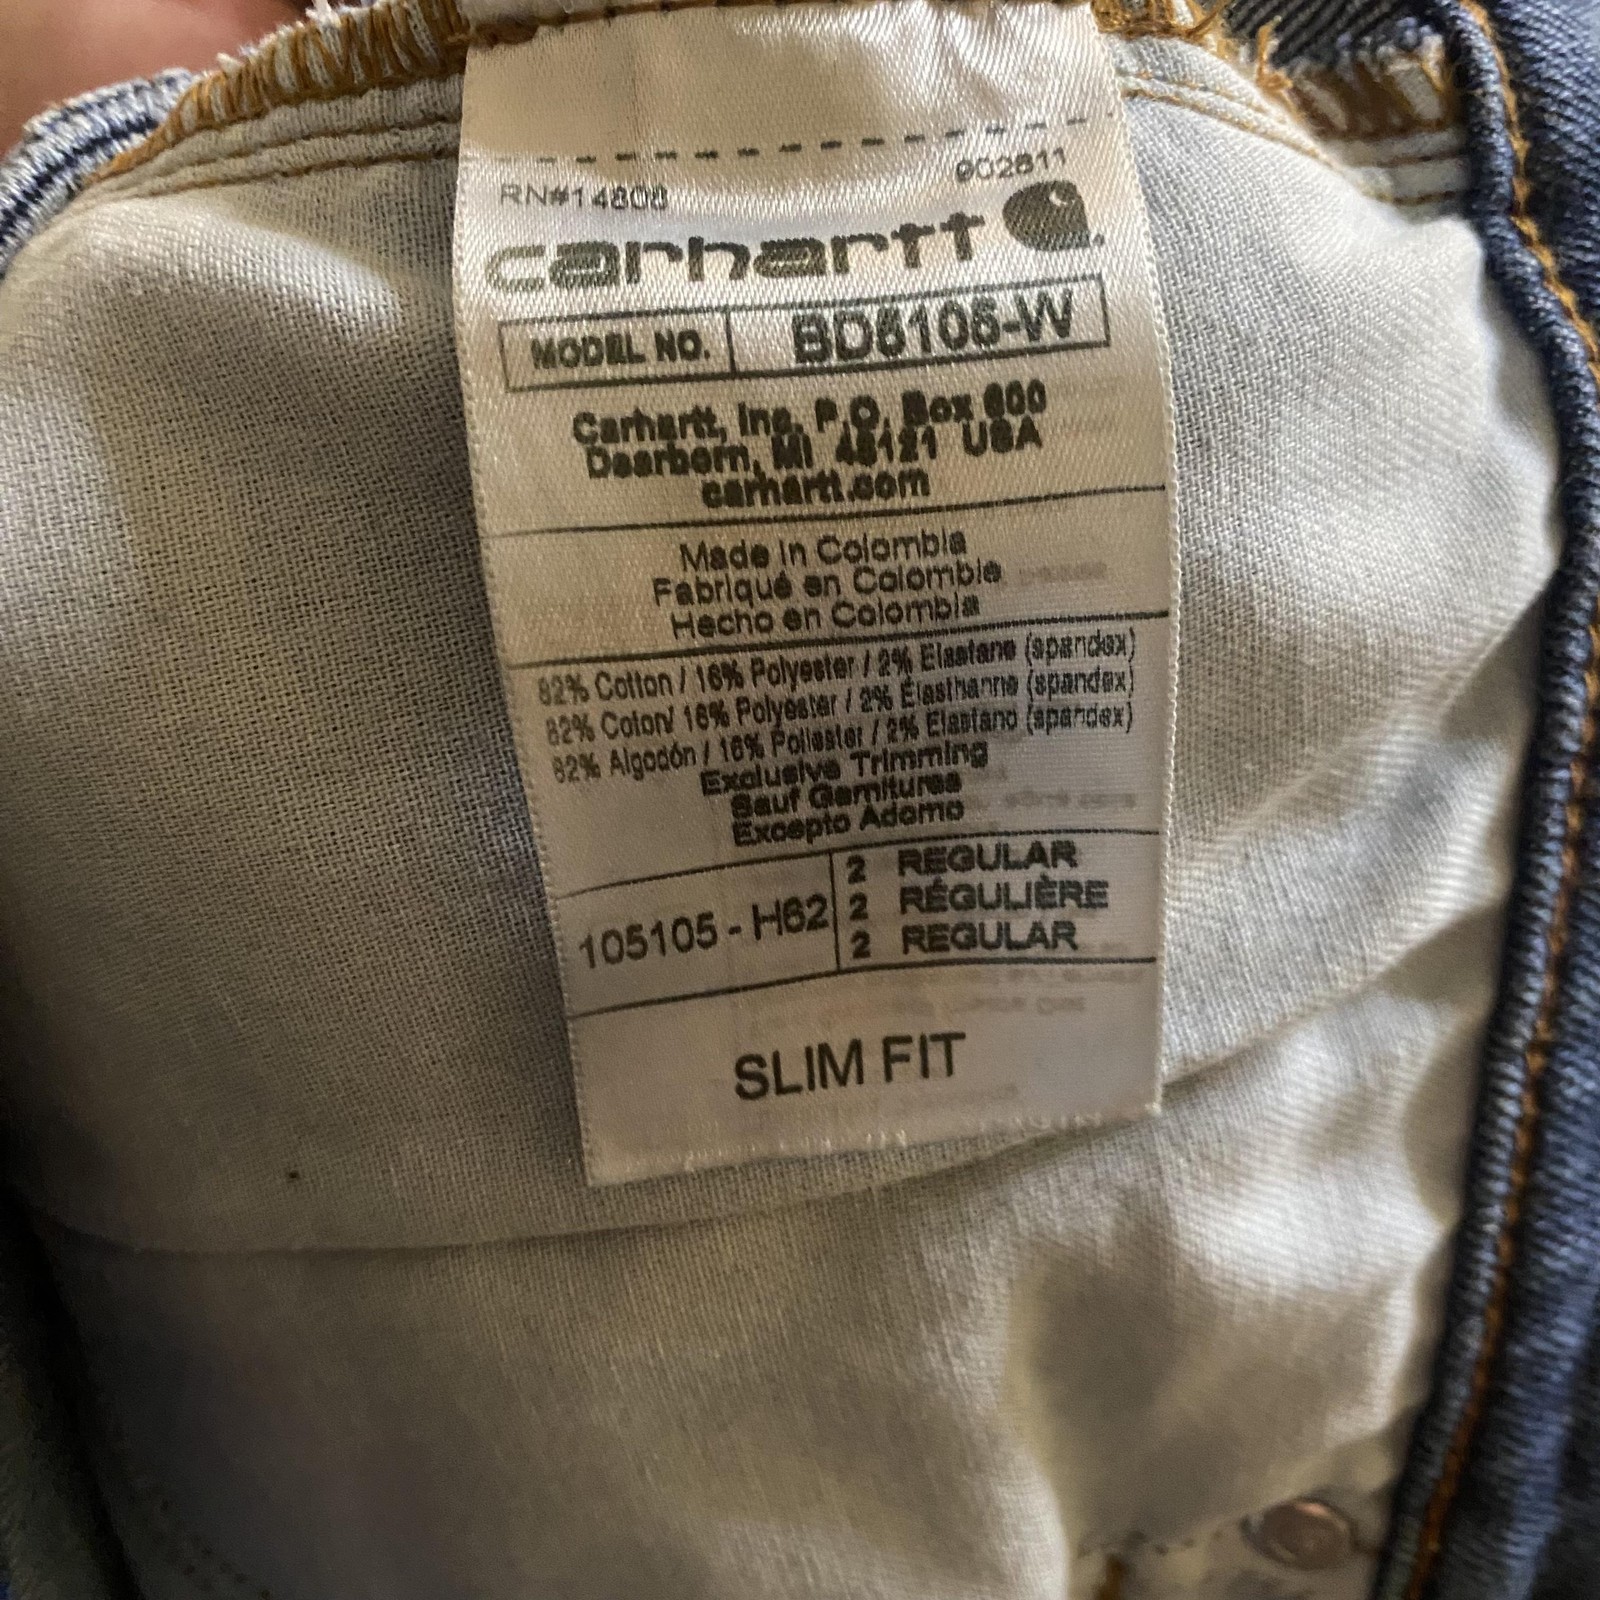 RN#14808 902811
carhartt
MODEL NO. BD5105-W
Carhartt, Inc. P.O. Box 600
Dearborn, MI 48121 USA
carhartt.com
Made in Colombia
Fabriqué en Colombie
Hecho en Colombia
82% Cotton / 16% Polyester / 2% Elastane (spandex)
82% Coton/ 16% Polyester / 2% Élasthanne (spandex)
82% Algodón / 16% Poliester / 2% Elastano (spandex)
Exclusive Trimming
Sauf Garnitures
Excepto Adorno
105105 - H62
2 REGULAR
2 RÉGULIÈRE
2 REGULAR
SLIM FIT